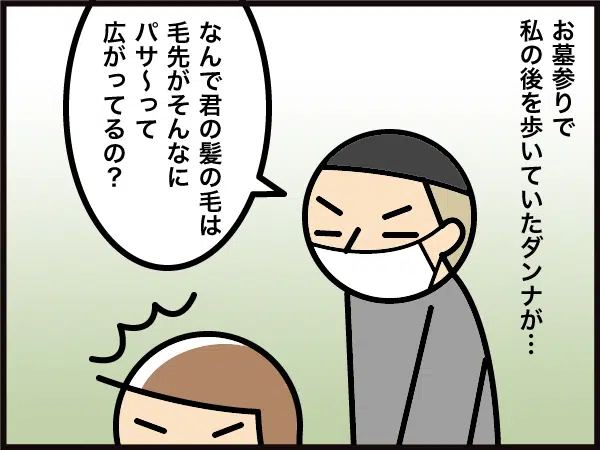 お墓参りで
私の後を歩いていたダンナが…
なんで君の髪の毛は
毛先がそんなに
パサ〜って
広がってるの？